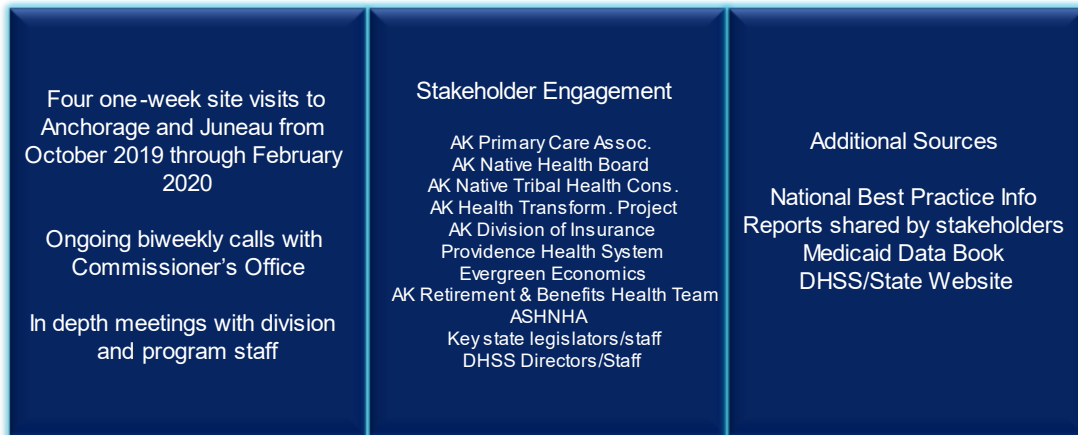 Four one-week site visits to
Anchorage and Juneau from
October 2019 through February
2020
Ongoing biweekly calls with
Commissioner's Office
In depth meetings with division
and program staff
Stakeholder Engagement
AK Primary Care Assoc.
AK Native Health Board
AK Native Tribal Health Cons.
AK Health Transform. Project
AK Division of Insurance
Providence Health System
Evergreen Economics
AK Retirement & Benefits Health Team
ASHNHA
Key state legislators/staff
DHSS Directors/Staff
Additional Sources
National Best Practice Info
Reports shared by stakeholders
Medicaid Data Book
DHSS/State Website